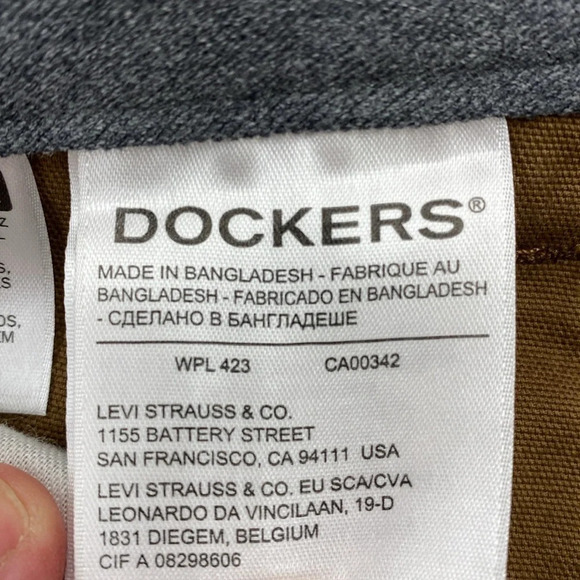 DOCKERS®
MADE IN BANGLADESH - FABRIQUE AU
BANGLADESH - FABRICADO EN BANGLADESH
- СДЕЛАНО В БАНГЛАДЕШЕ
WPL 423 CA00342
LEVI STRAUSS & CO.
1155 BATTERY STREET
SAN FRANCISCO, CA 94111 USA
LEVI STRAUSS & CO. EU SCA/CVA
LEONARDO DA VINCILAAN, 19-D
1831 DIEGEM, BELGIUM
CIF A 08298606